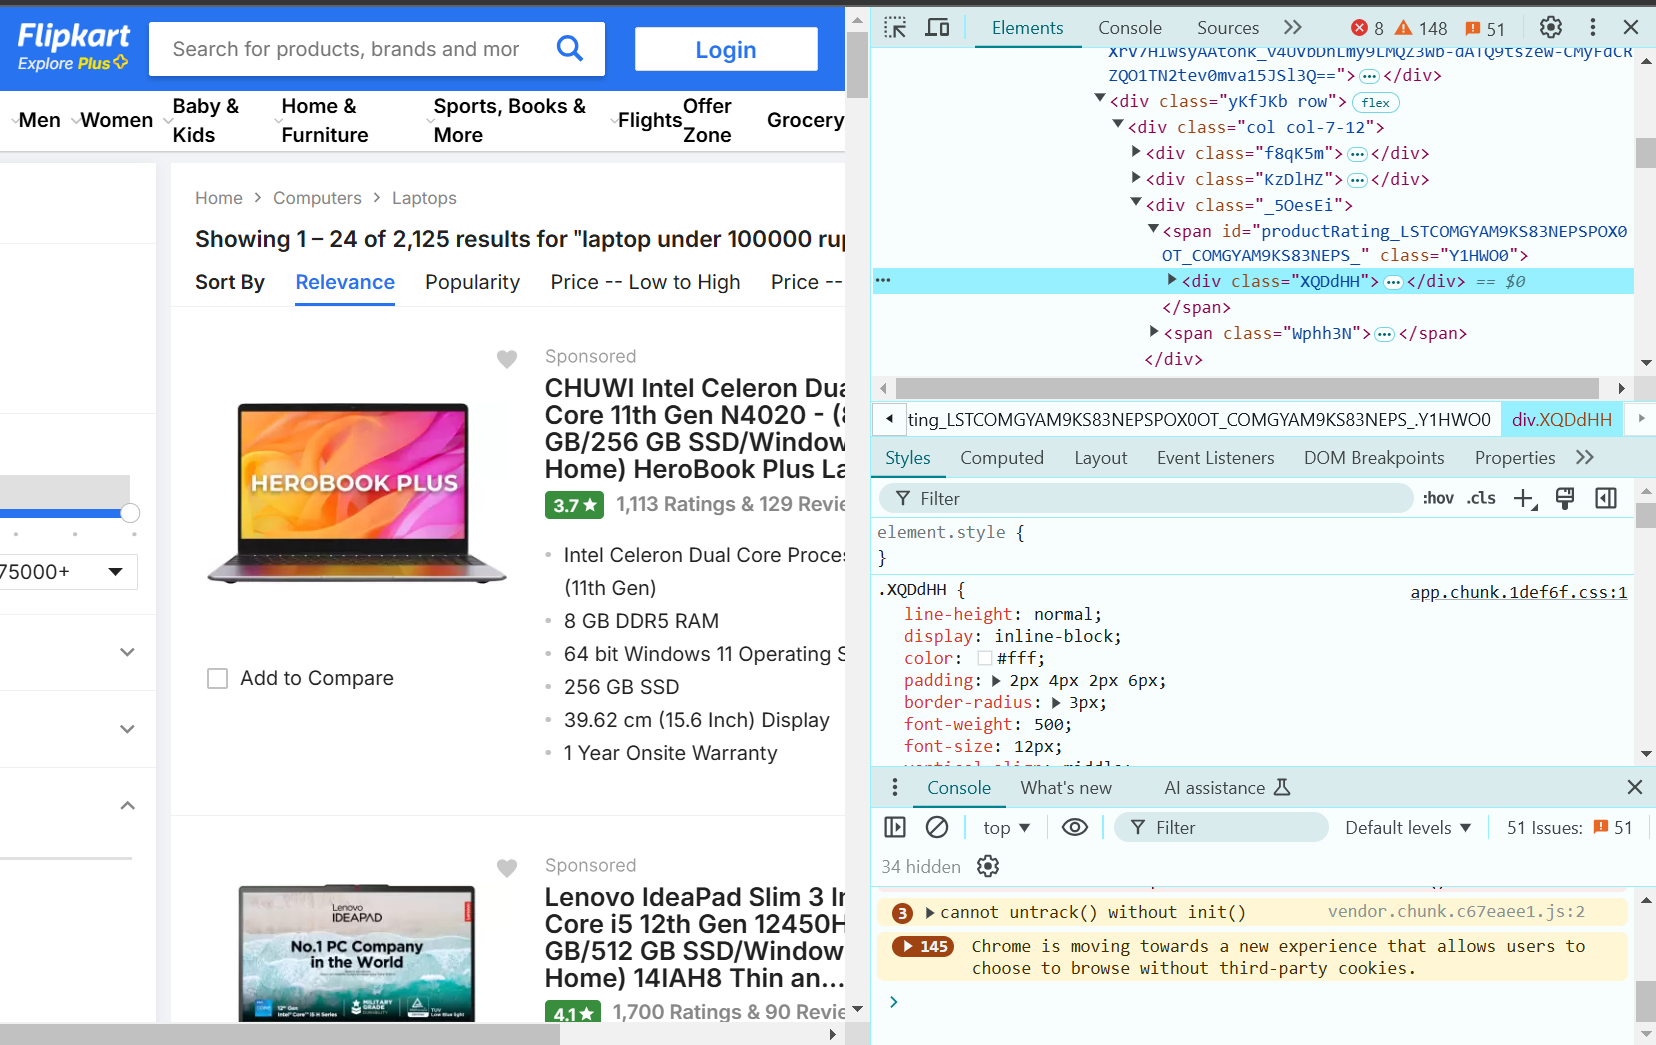 Flipkart
Explore Plus
Search for products, brands and mor
Login
Men
Women
Baby & Kids
Home & Furniture
Sports, Books & More
Flights
Offer Zone
Grocery
Home
Computers
Laptops
Showing 1 – 24 of 2,125 results for "laptop under 100000 rup
Sort By
Relevance
Popularity
Price -- Low to High
Price --
75000+
HEROBOOK PLUS
Add to Compare
Sponsored
CHUWI Intel Celeron Dua
Core 11th Gen N4020 - (8
GB/256 GB SSD/Window
Home) HeroBook Plus La
3.7★ 1,113 Ratings & 129 Revie
Intel Celeron Dual Core Proces
(11th Gen)
8 GB DDR5 RAM
64 bit Windows 11 Operating S
256 GB SSD
39.62 cm (15.6 Inch) Display
1 Year Onsite Warranty
Lenovo
IDEAPAD
No.1 PC Company
in the World
Sponsored
Lenovo IdeaPad Slim 3 In
Core i5 12th Gen 12450H
GB/512 GB SSD/Window
Home) 14IAH8 Thin an...
4.1★ 1,700 Ratings & 90 Revie
Elements
Console
Sources
8
148
51
ZQO1TN2tev0mva15JSl3Q=="> ••• </div>
<div class="yKfJKb row"> flex
<div class="col col-7-12">
<div class="f8qK5m"> ••• </div>
<div class="KzDlHZ"> ••• </div>
<div class="_5OesEi">
<span id="productRating_LSTCOMGYAM9KS83NEPSPOX0
OT_COMGYAM9KS83NEPS_" class="Y1HWO0">
••• <div class="XQDdHH"> ••• </div> == $0
</span>
<span class="Wphh3N"> ••• </span>
</div>
ting_LSTCOMGYAM9KS83NEPSPOX0OT_COMGYAM9KS83NEPS_.Y1HWO0
div.XQDdHH
Styles
Computed
Layout
Event Listeners
DOM Breakpoints
Properties
Filter
:hov
.cls
element.style {
}
.XQDdHH {
app.chunk.1def6f.css:1
line-height: normal;
display: inline-block;
color: #fff;
padding: 2px 4px 2px 6px;
border-radius: 3px;
font-weight: 500;
font-size: 12px;
vertical-align: middle;
Console
What's new
AI assistance
top
Filter
Default levels
51 Issues: 51
34 hidden
3 cannot untrack() without init()
vendor.chunk.c67eaee1.js:2
145 Chrome is moving towards a new experience that allows users to
choose to browse without third-party cookies.